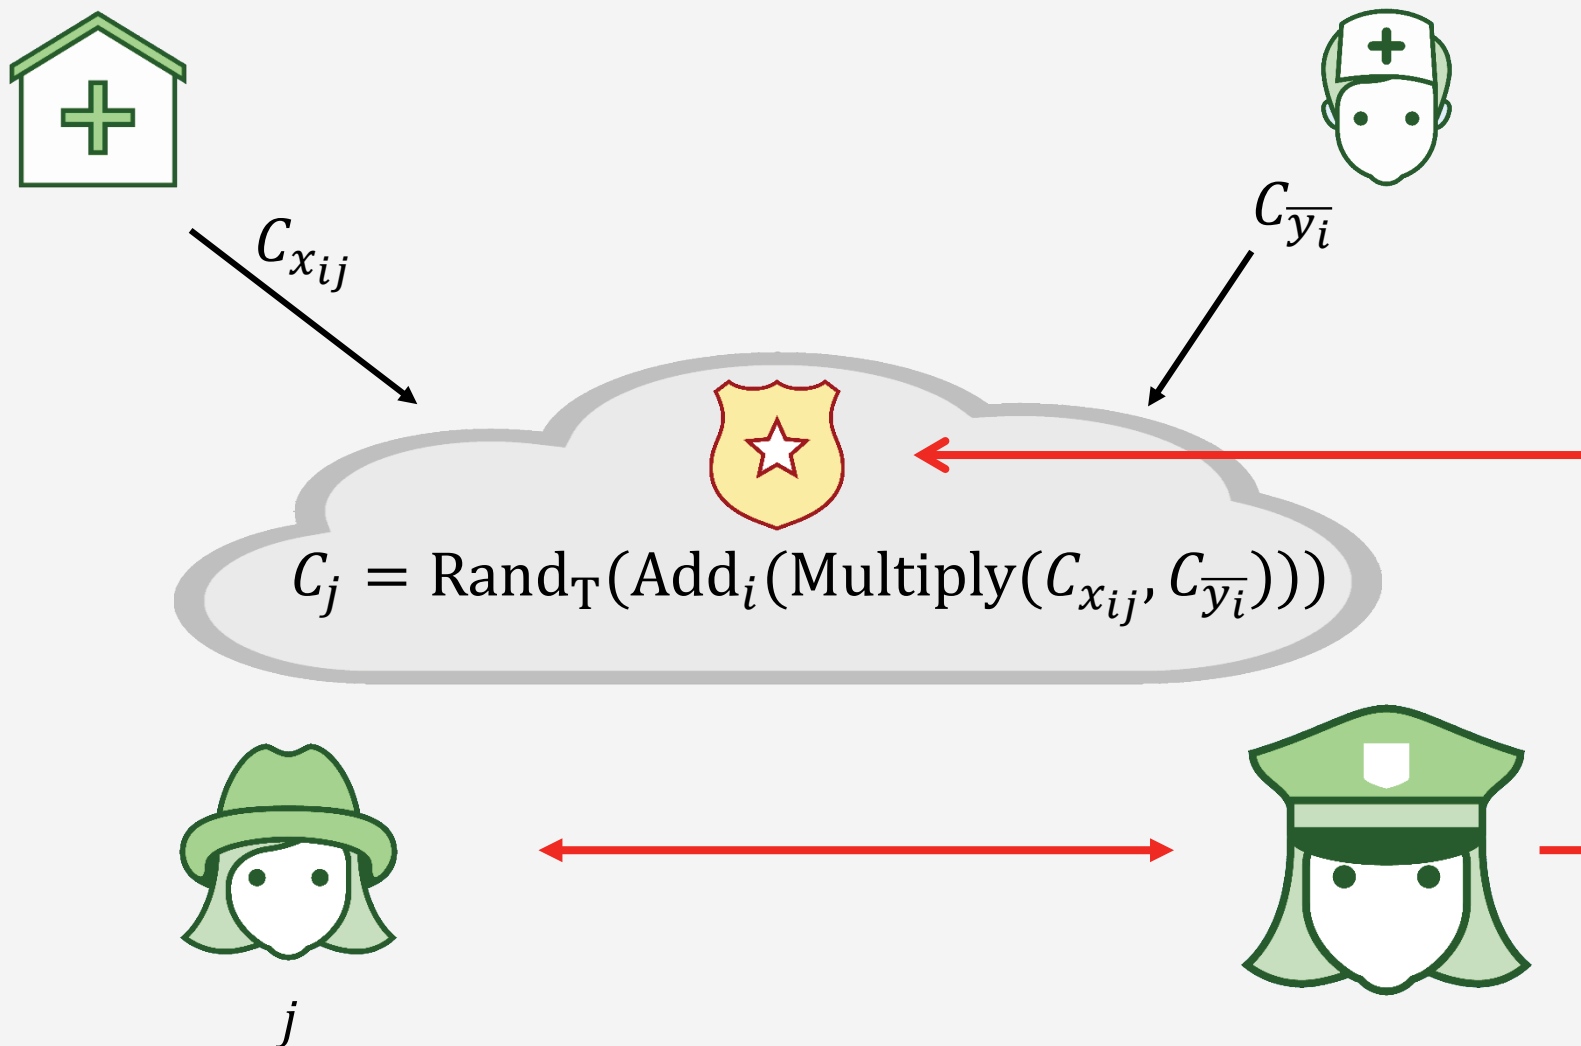 C_{x_{ij}}
C_{\overline{y_i}}
C_j = Rand_T(Add_i(Multiply(C_{x_{ij}}, C_{\overline{y_i}})))
j